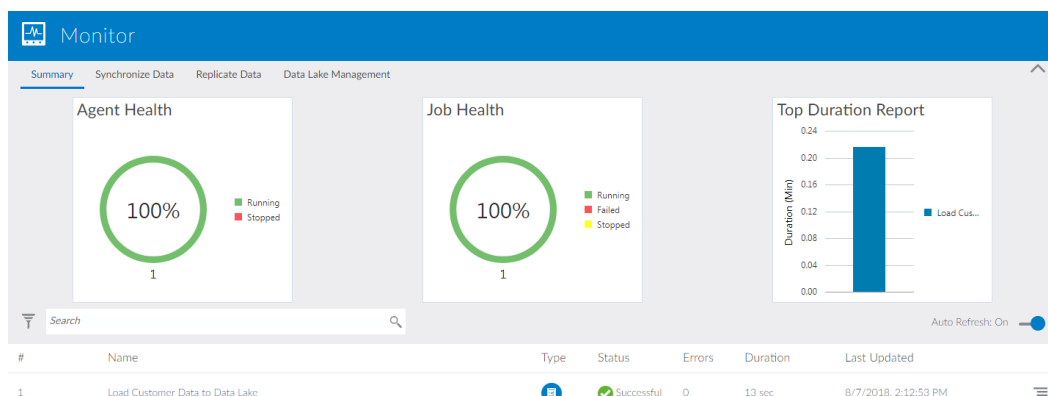 Monitor
Summary Synchronize Data Replicate Data Data Lake Management
Agent Health
100%
1
Running
Stopped
Job Health
100%
1
Running
Failed
Stopped
Top Duration Report
Duration (Min)
0.24
0.20
0.16
0.12
0.08
0.04
0.00
Load Cus...
Search
Auto Refresh: On
# Name Type Status Errors Duration Last Updated
1 Load Customer Data to Data Lake Successful 0 13 sec 8/7/2018, 2:12:53 PM